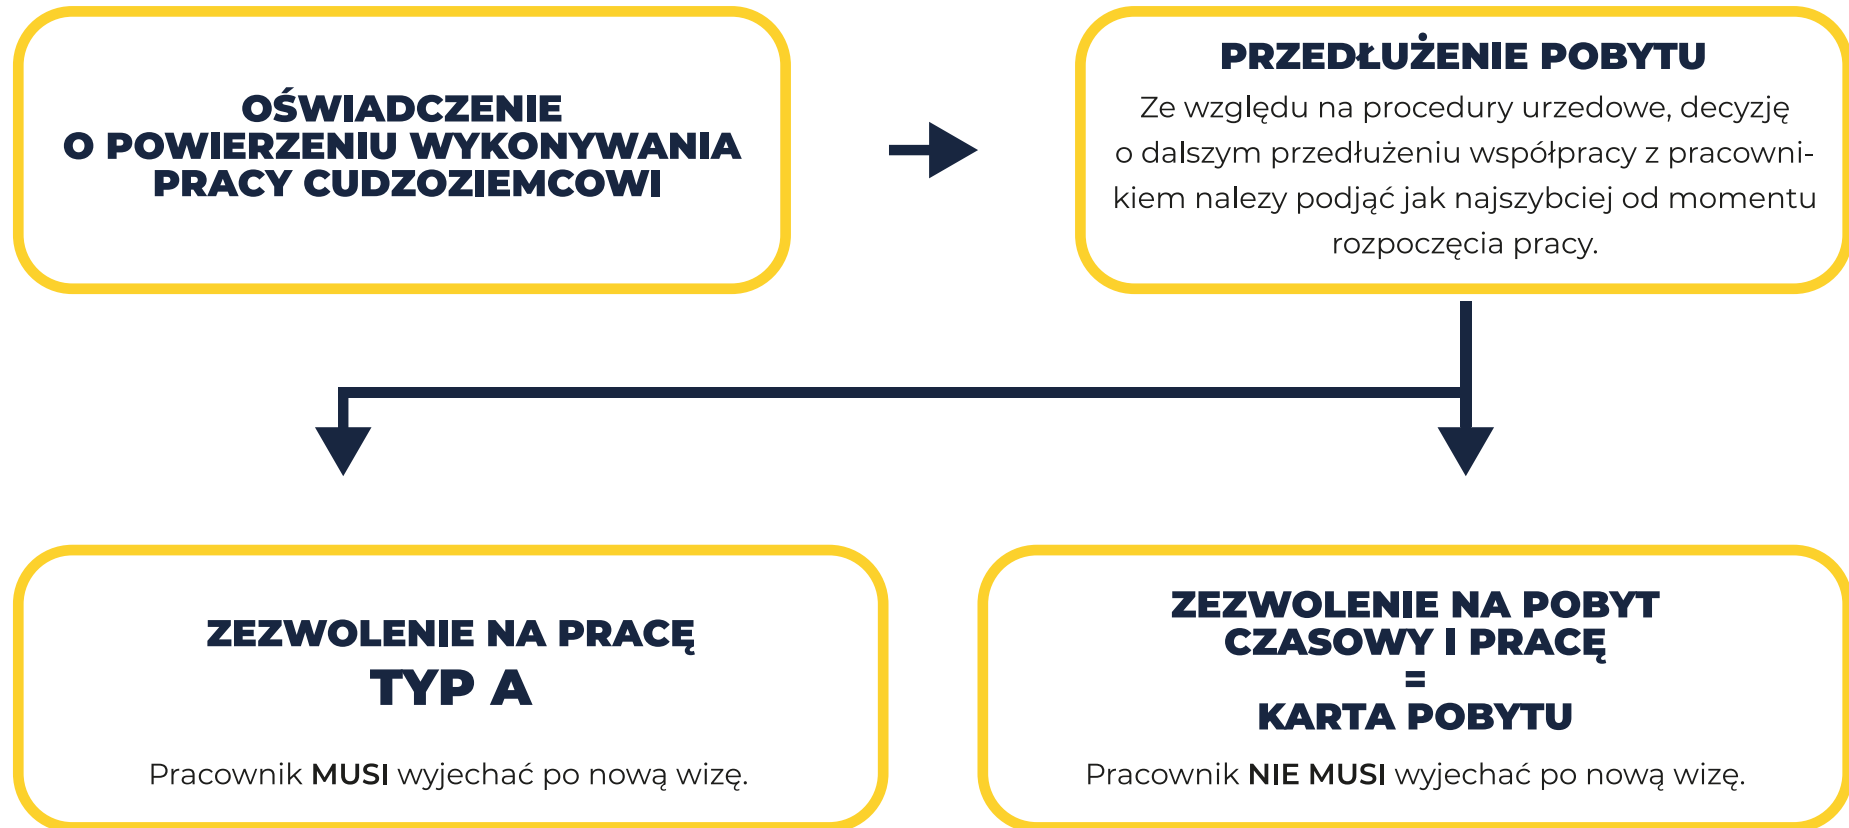 OŚWIADCZENIE
O POWIERZENIU WYKONYWANIA
PRACY CUDZOZIEMCOWI
PRZEDŁUŻENIE POBYTU
Ze względu na procedury urzedowe, decyzję
o dalszym przedłużeniu współpracy z pracowni-
kiem nalezy podjąć jak najszybciej od momentu
rozpoczęcia pracy.
ZEZWOLENIE NA PRACĘ
TYP A
Pracownik MUSI wyjechać po nową wizę.
ZEZWOLENIE NA POBYT
CZASOWY I PRACĘ
=
KARTA POBYTU
Pracownik NIE MUSI wyjechać po nową wizę.